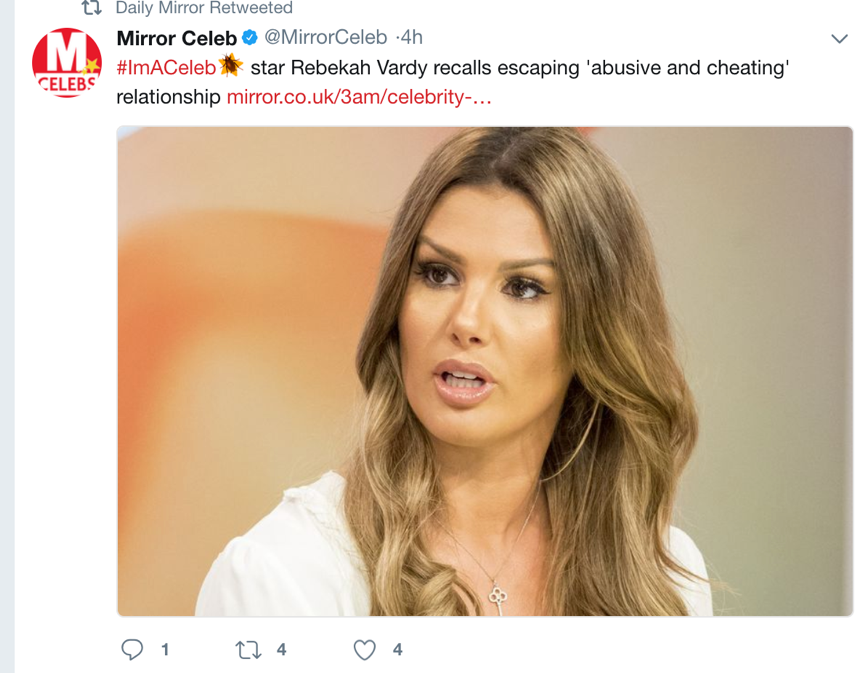 Daily Mirror Retweeted
Mirror Celeb @MirrorCeleb · 4h
#ImACeleb star Rebekah Vardy recalls escaping 'abusive and cheating'
relationship mirror.co.uk/3am/celebrity-…
M
CELEBS
1 4 4